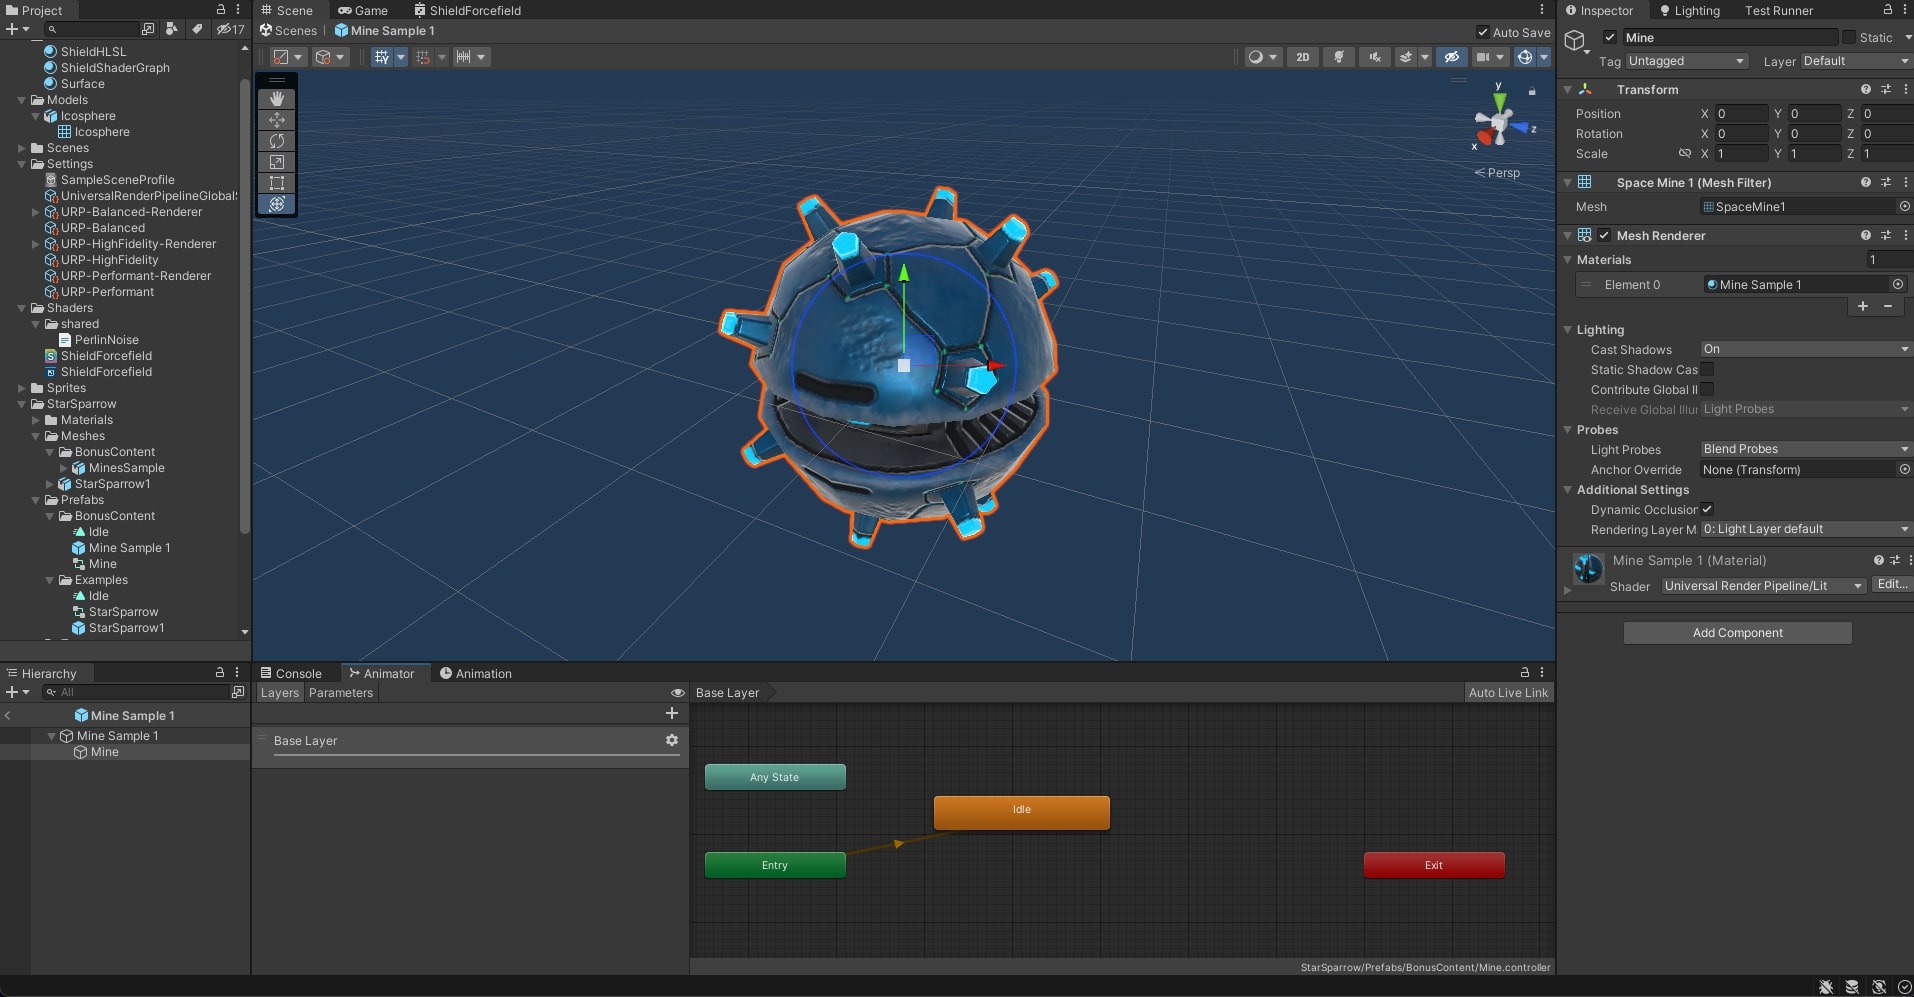 Project
17
ShieldHLSL
ShieldShaderGraph
Surface
Models
Icosphere
Icosphere
Scenes
Settings
SampleSceneProfile
UniversalRenderPipelineGlobalS
URP-Balanced-Renderer
URP-Balanced
URP-HighFidelity-Renderer
URP-HighFidelity
URP-Performant-Renderer
URP-Performant
Shaders
shared
PerlinNoise
ShieldForcefield
ShieldForcefield
Sprites
StarSparrow
Materials
Meshes
BonusContent
MinesSample
StarSparrow1
Prefabs
BonusContent
Idle
Mine Sample 1
Mine
Examples
Idle
StarSparrow
StarSparrow1
Hierarchy
All
Mine Sample 1
Mine Sample 1
Mine
Scene Game ShieldForcefield
Scenes | Mine Sample 1
Auto Save
2D
y
z
x
Persp
Console Animator Animation
Layers Parameters
Base Layer
Auto Live Link
Base Layer
Any State
Idle
Entry
Exit
StarSparrow/Prefabs/BonusContent/Mine.controller
Inspector Lighting Test Runner
Mine Static
Tag Untagged Layer Default
Transform
Position X 0 Y 0 Z 0
Rotation X 0 Y 0 Z 0
Scale X 1 Y 1 Z 1
Space Mine 1 (Mesh Filter)
Mesh SpaceMine1
Mesh Renderer
Materials 1
Element 0 Mine Sample 1
+ −
Lighting
Cast Shadows On
Static Shadow Cas
Contribute Global Il
Receive Global Illur Light Probes
Probes
Light Probes Blend Probes
Anchor Override None (Transform)
Additional Settings
Dynamic Occlusior
Rendering Layer M 0: Light Layer default
Mine Sample 1 (Material)
Shader Universal Render Pipeline/Lit Edit...
Add Component